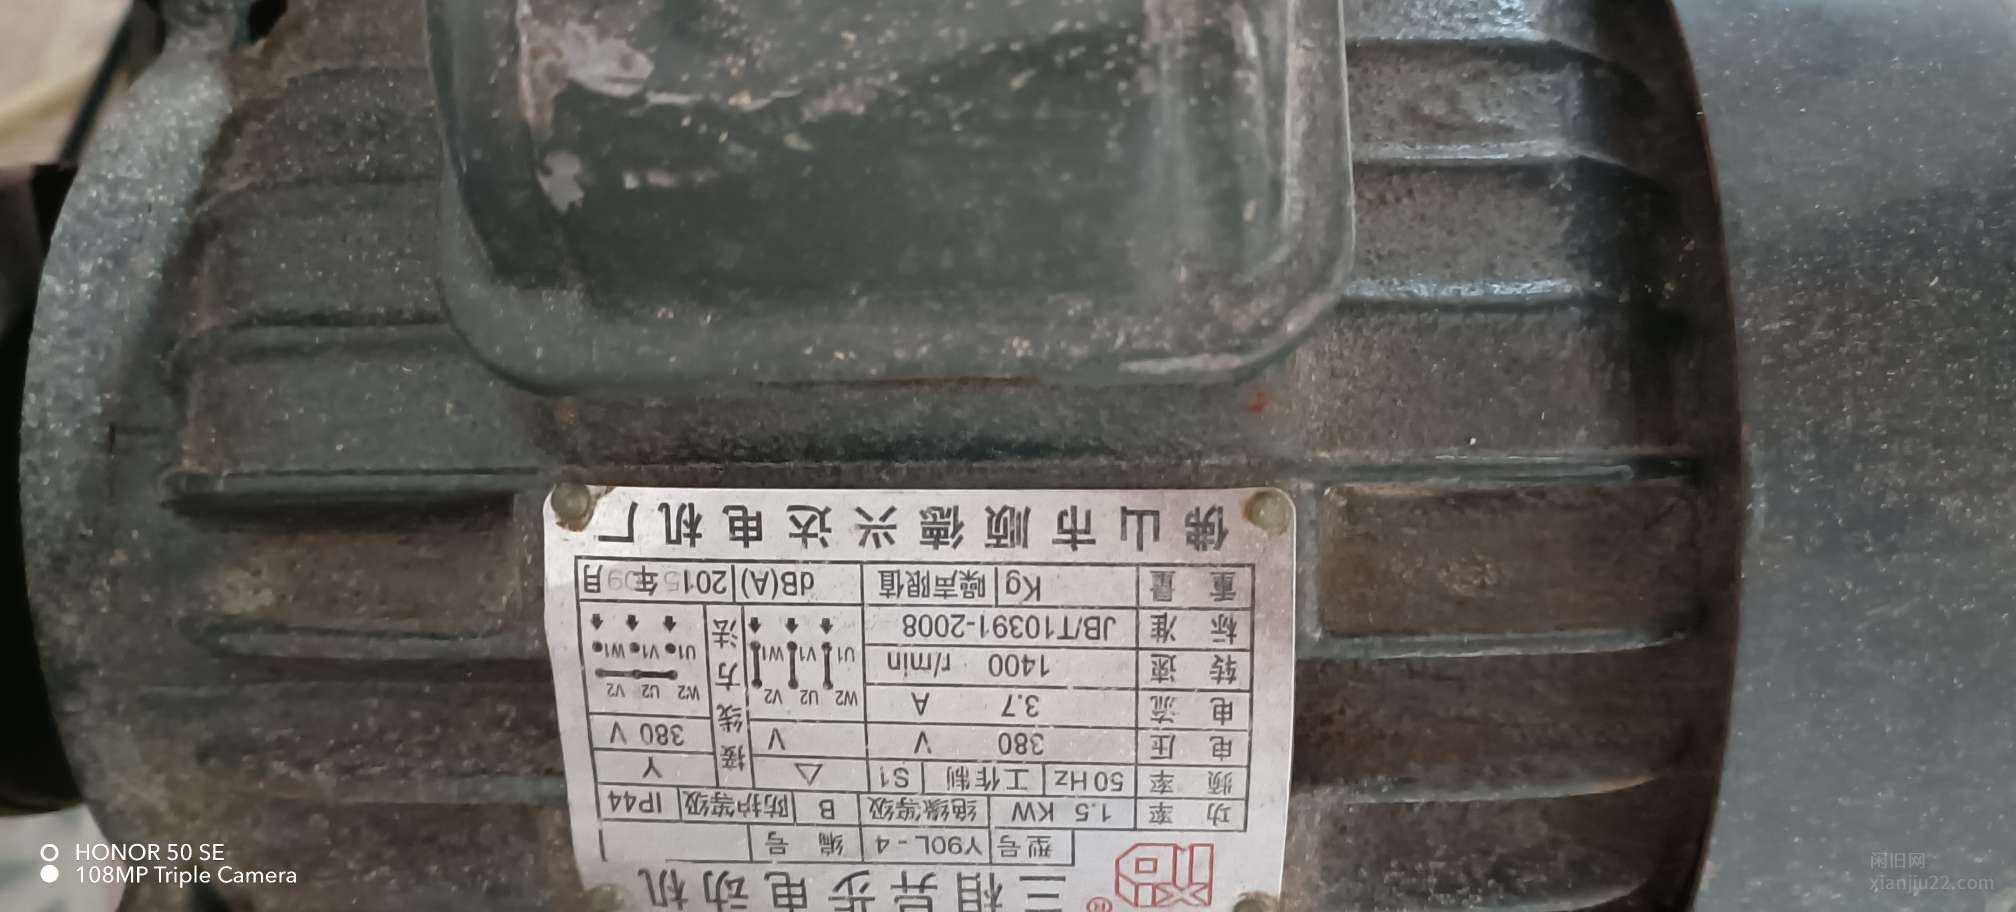 三相异步电动机
®
型号 Y90L-4 编号
功率 1.5 KW 绝缘等级 B 防护等级 IP44
频率 50Hz 工作制 S1 △ 接线方法 Y
电压 380 V V 380 V
电流 3.7 A W2 U2 V2 W2 U2 V2
转速 1400 r/min U1 V1 W1 U1 V1 W1
标准 JB/T10391-2008
重量 Kg 噪声限值 dB(A) 2015年09月
佛山市顺德兴达电机厂
HONOR 50 SE
108MP Triple Camera
闲旧网
xianjiu22.com